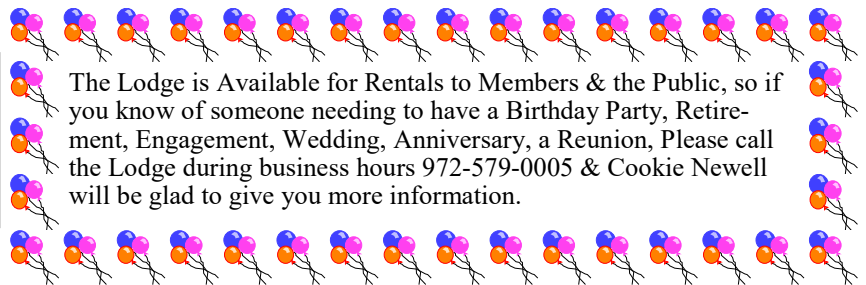 The Lodge is Available for Rentals to Members & the Public, so if
you know of someone needing to have a Birthday Party, Retire-
ment, Engagement, Wedding, Anniversary, a Reunion, Please call
the Lodge during business hours 972-579-0005 & Cookie Newell
will be glad to give you more information.